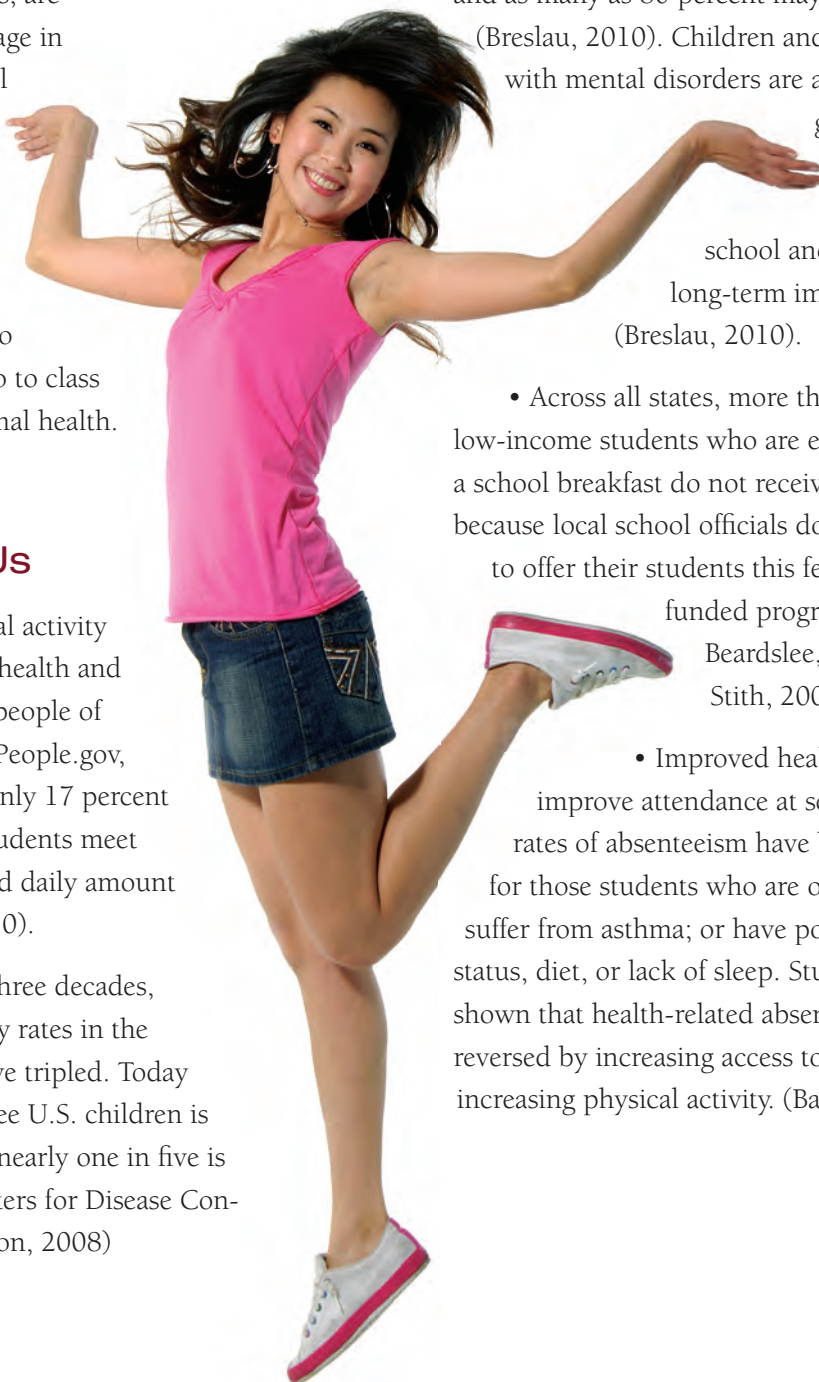 s, are
age in
l
o
o to class
nal health.
Us
al activity
health and
people of
People.gov,
nly 17 percent
udents meet
d daily amount
0).
hree decades,
y rates in the
ve tripled. Today
ee U.S. children is
nearly one in five is
ters for Disease Con-
on, 2008)
and as many as percent may
(Breslau, 2010). Children and
with mental disorders are a
g
school and
long-term im
(Breslau, 2010).
• Across all states, more th
low-income students who are e
a school breakfast do not receiv
because local school officials do
to offer their students this fe
funded progr
Beardslee,
Stith, 200
• Improved heal
improve attendance at sc
rates of absenteeism have b
for those students who are o
suffer from asthma; or have po
status, diet, or lack of sleep. Stu
shown that health-related absen
reversed by increasing access to
increasing physical activity. (Ba